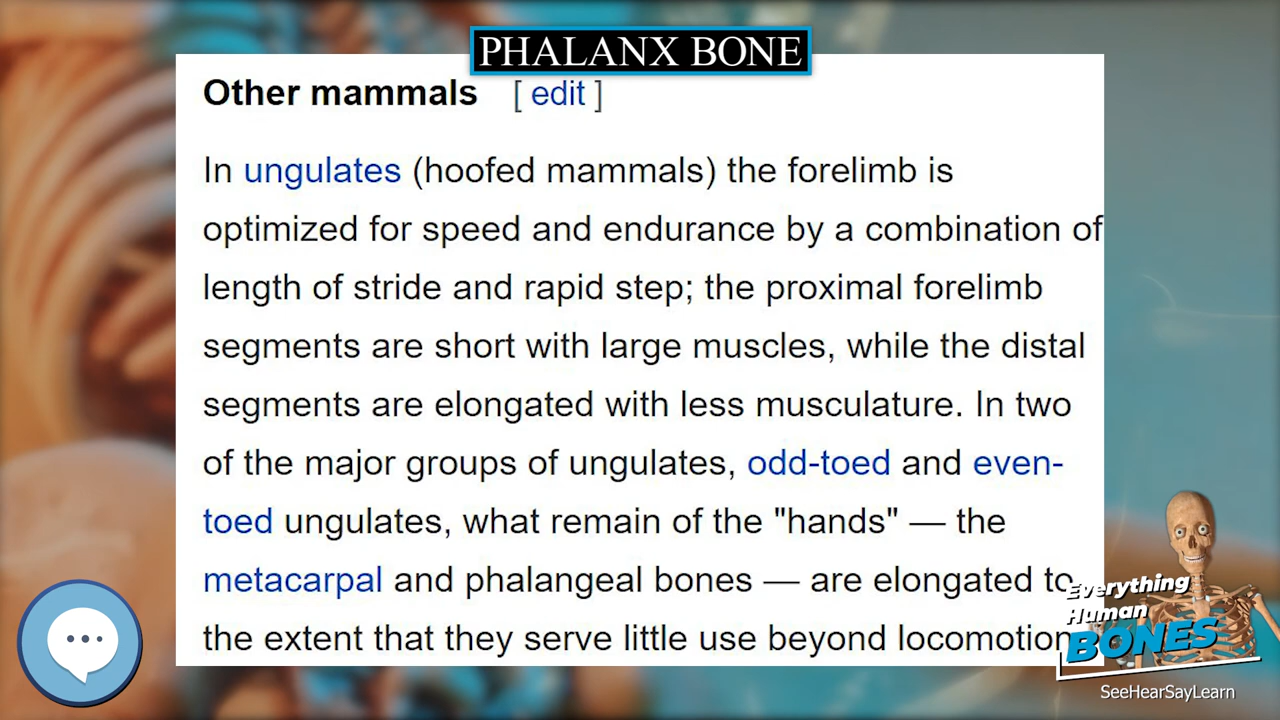 PHALANX BONE
Other mammals [ edit ]
In ungulates (hoofed mammals) the forelimb is
optimized for speed and endurance by a combination of
length of stride and rapid step; the proximal forelimb
segments are short with large muscles, while the distal
segments are elongated with less musculature. In two
of the major groups of ungulates, odd-toed and even-
toed ungulates, what remain of the "hands" — the
metacarpal and phalangeal bones — are elongated to
the extent that they serve little use beyond locomotion
Everything
Human
BONES
SeeHearSayLearn